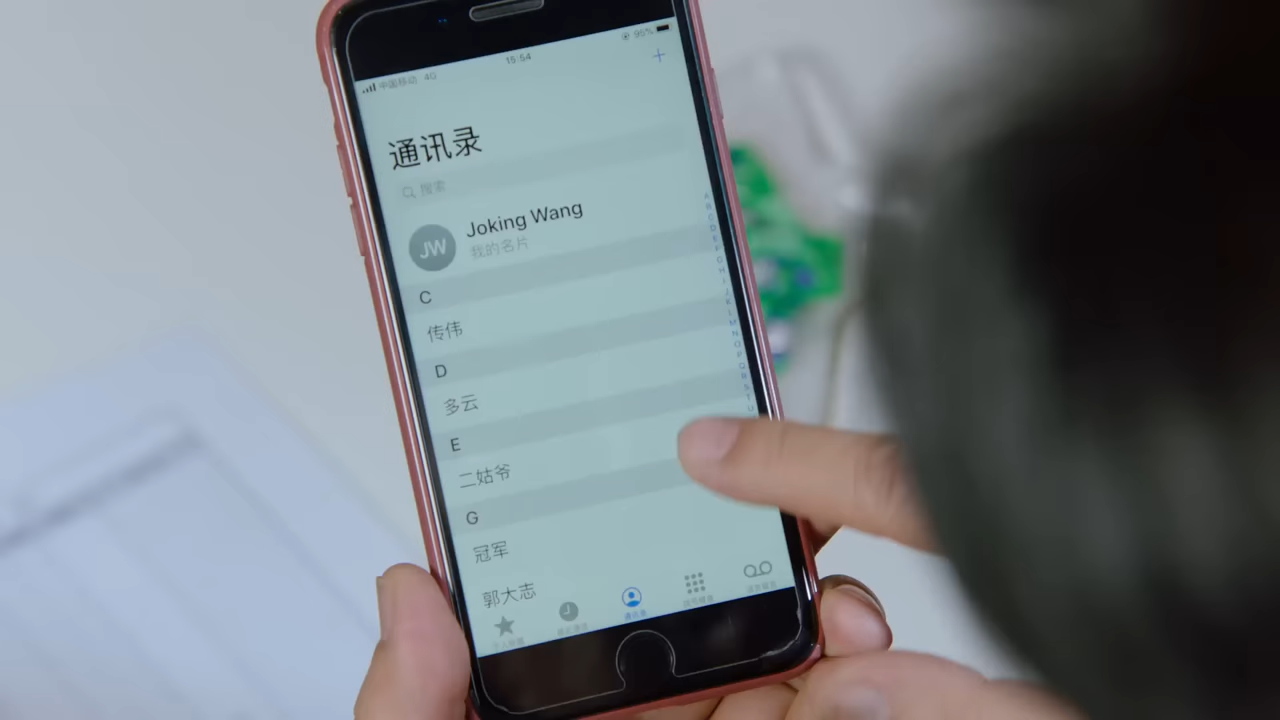 中国移动 4G
15:54
95%
通讯录
搜索
JW
Joking Wang
我的名片
C
传伟
D
多云
E
二姑爷
G
冠军
郭大志